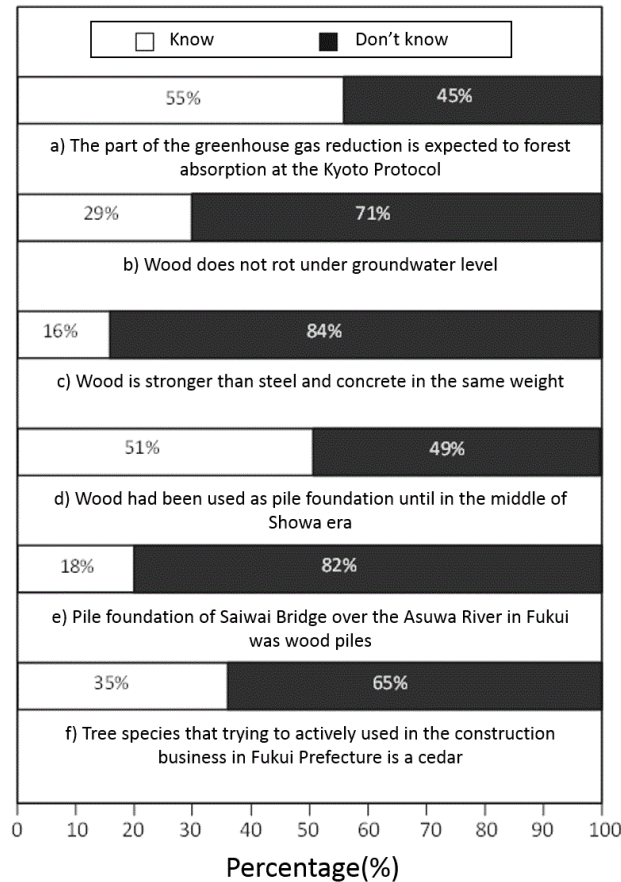 Know Don't know
55% 45%
a) The part of the greenhouse gas reduction is expected to forest
absorption at the Kyoto Protocol
29% 71%
b) Wood does not rot under groundwater level
16% 84%
c) Wood is stronger than steel and concrete in the same weight
51% 49%
d) Wood had been used as pile foundation until in the middle of
Showa era
18% 82%
e) Pile foundation of Saiwai Bridge over the Asuwa River in Fukui
was wood piles
35% 65%
f) Tree species that trying to actively used in the construction
business in Fukui Prefecture is a cedar
0 10 20 30 40 50 60 70 80 90 100
Percentage(%)